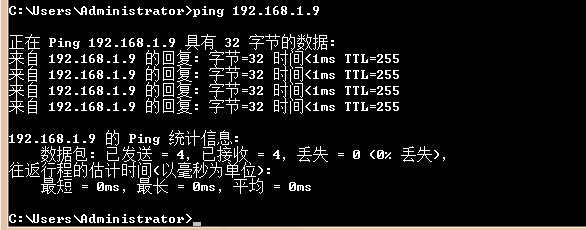 C:\Users\Administrator>ping 192.168.1.9
正在 Ping 192.168.1.9 具有 32 字节的数据:
来自 192.168.1.9 的回复: 字节=32 时间<1ms TTL=255
来自 192.168.1.9 的回复: 字节=32 时间<1ms TTL=255
来自 192.168.1.9 的回复: 字节=32 时间<1ms TTL=255
来自 192.168.1.9 的回复: 字节=32 时间<1ms TTL=255
192.168.1.9 的 Ping 统计信息:
数据包: 已发送 = 4, 已接收 = 4, 丢失 = 0 (0% 丢失),
往返行程的估计时间(以毫秒为单位):
最短 = 0ms, 最长 = 0ms, 平均 = 0ms
C:\Users\Administrator>_